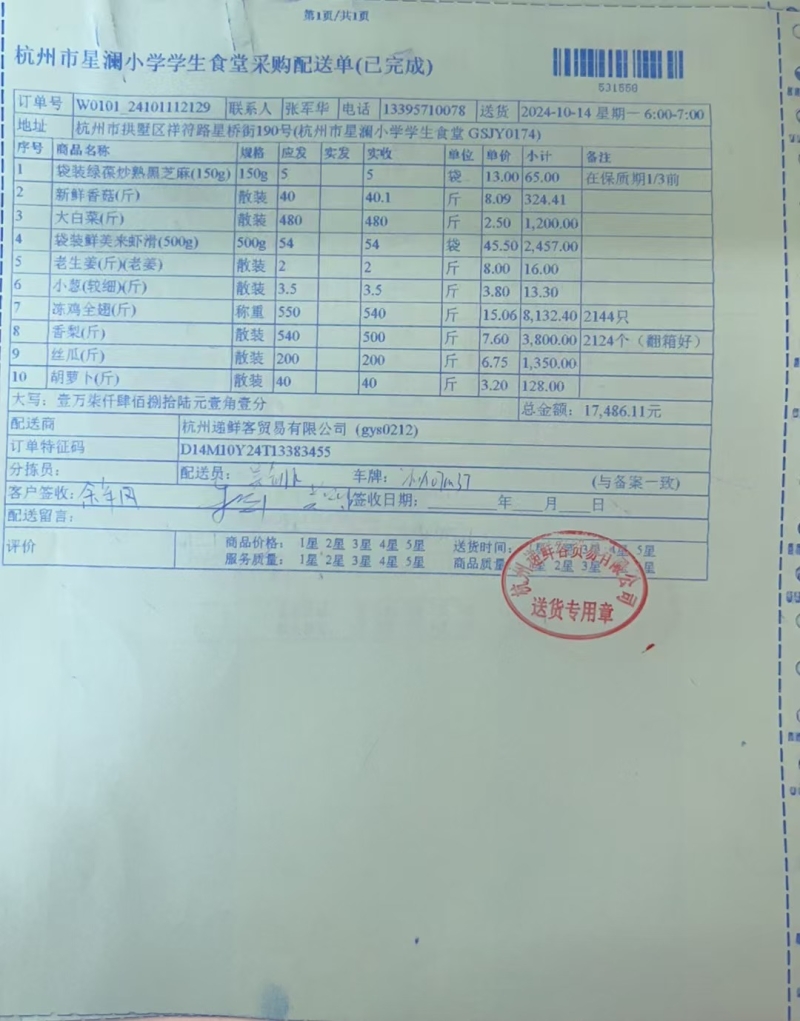 第1页/共1页
杭州市星澜小学学生食堂采购配送单(已完成)
531550
订单号 W0101_24101112129 联系人 张军华 电话 13395710078 送货 2024-10-14 星期一 6:00-7:00
地址 杭州市拱墅区祥符路星桥街190号(杭州市星澜小学学生食堂 GSJY0174)
序号 商品名称 规格 应发 实发 实收 单位 单价 小计 备注
1 袋装绿葆炒熟黑芝麻(150g) 150g 5 5 袋 13.00 65.00 在保质期1/3前
2 新鲜香菇(斤) 散装 40 40.1 斤 8.09 324.41
3 大白菜(斤) 散装 480 480 斤 2.50 1,200.00
4 袋装鲜美来虾滑(500g) 500g 54 54 袋 45.50 2,457.00
5 老生姜(斤)(老姜) 散装 2 2 斤 8.00 16.00
6 小葱(较细)(斤) 散装 3.5 3.5 斤 3.80 13.30
7 冻鸡全翅(斤) 称重 550 540 斤 15.06 8,132.40 2144只
8 香梨(斤) 散装 540 500 斤 7.60 3,800.00 2124个（翻箱好）
9 丝瓜(斤) 散装 200 200 斤 6.75 1,350.00
10 胡萝卜(斤) 散装 40 40 斤 3.20 128.00
大写：壹万柒仟肆佰捌拾陆元壹角壹分 总金额：17,486.11元
配送商 杭州递鲜客贸易有限公司 (gys0212)
订单特征码 D14M10Y24T13383455
分拣员： 配送员： 车牌： (与备案一致)
客户签收： 签收日期：____年__月__日
配送留言：
评价 商品价格： 1星 2星 3星 4星 5星 送货时间： 1星 2星 3星 4星 5星
服务质量： 1星 2星 3星 4星 5星 商品质量 星 2星 3星 星
送货专用章